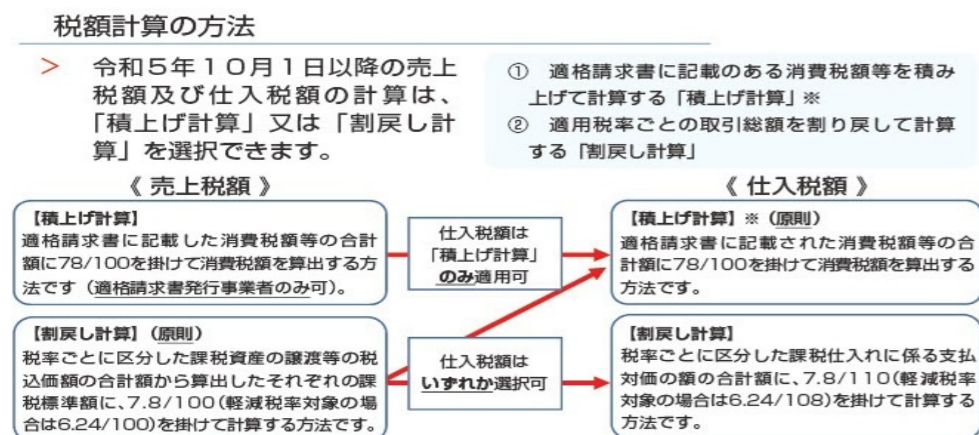 税額計算の方法
＞ 令和５年１０月１日以降の売上
税額及び仕入税額の計算は、
「積上げ計算」又は「割戻し計
算」を選択できます。
① 適格請求書に記載のある消費税額等を積み
上げて計算する「積上げ計算」※
② 適用税率ごとの取引総額を割り戻して計算
する「割戻し計算」
《 売上税額 》
《 仕入税額 》
【積上げ計算】
適格請求書に記載した消費税額等の合計
額に78/100を掛けて消費税額を算出する方
法です（適格請求書発行事業者のみ可）。
仕入税額は
「積上げ計算」
のみ適用可
【積上げ計算】※（原則）
適格請求書に記載された消費税額等の合
計額に78/100を掛けて消費税額を算出する
方法です。
【割戻し計算】（原則）
税率ごとに区分した課税資産の譲渡等の税
込価額の合計額から算出したそれぞれの課
税標準額に、7.8/100（軽減税率対象の場
合は6.24/100）を掛けて計算する方法です。
仕入税額は
いずれか選択可
【割戻し計算】
税率ごとに区分した課税仕入れに係る支払
対価の額の合計額に、7.8/110（軽減税率
対象の場合は6.24/108）を掛けて計算する
方法です。